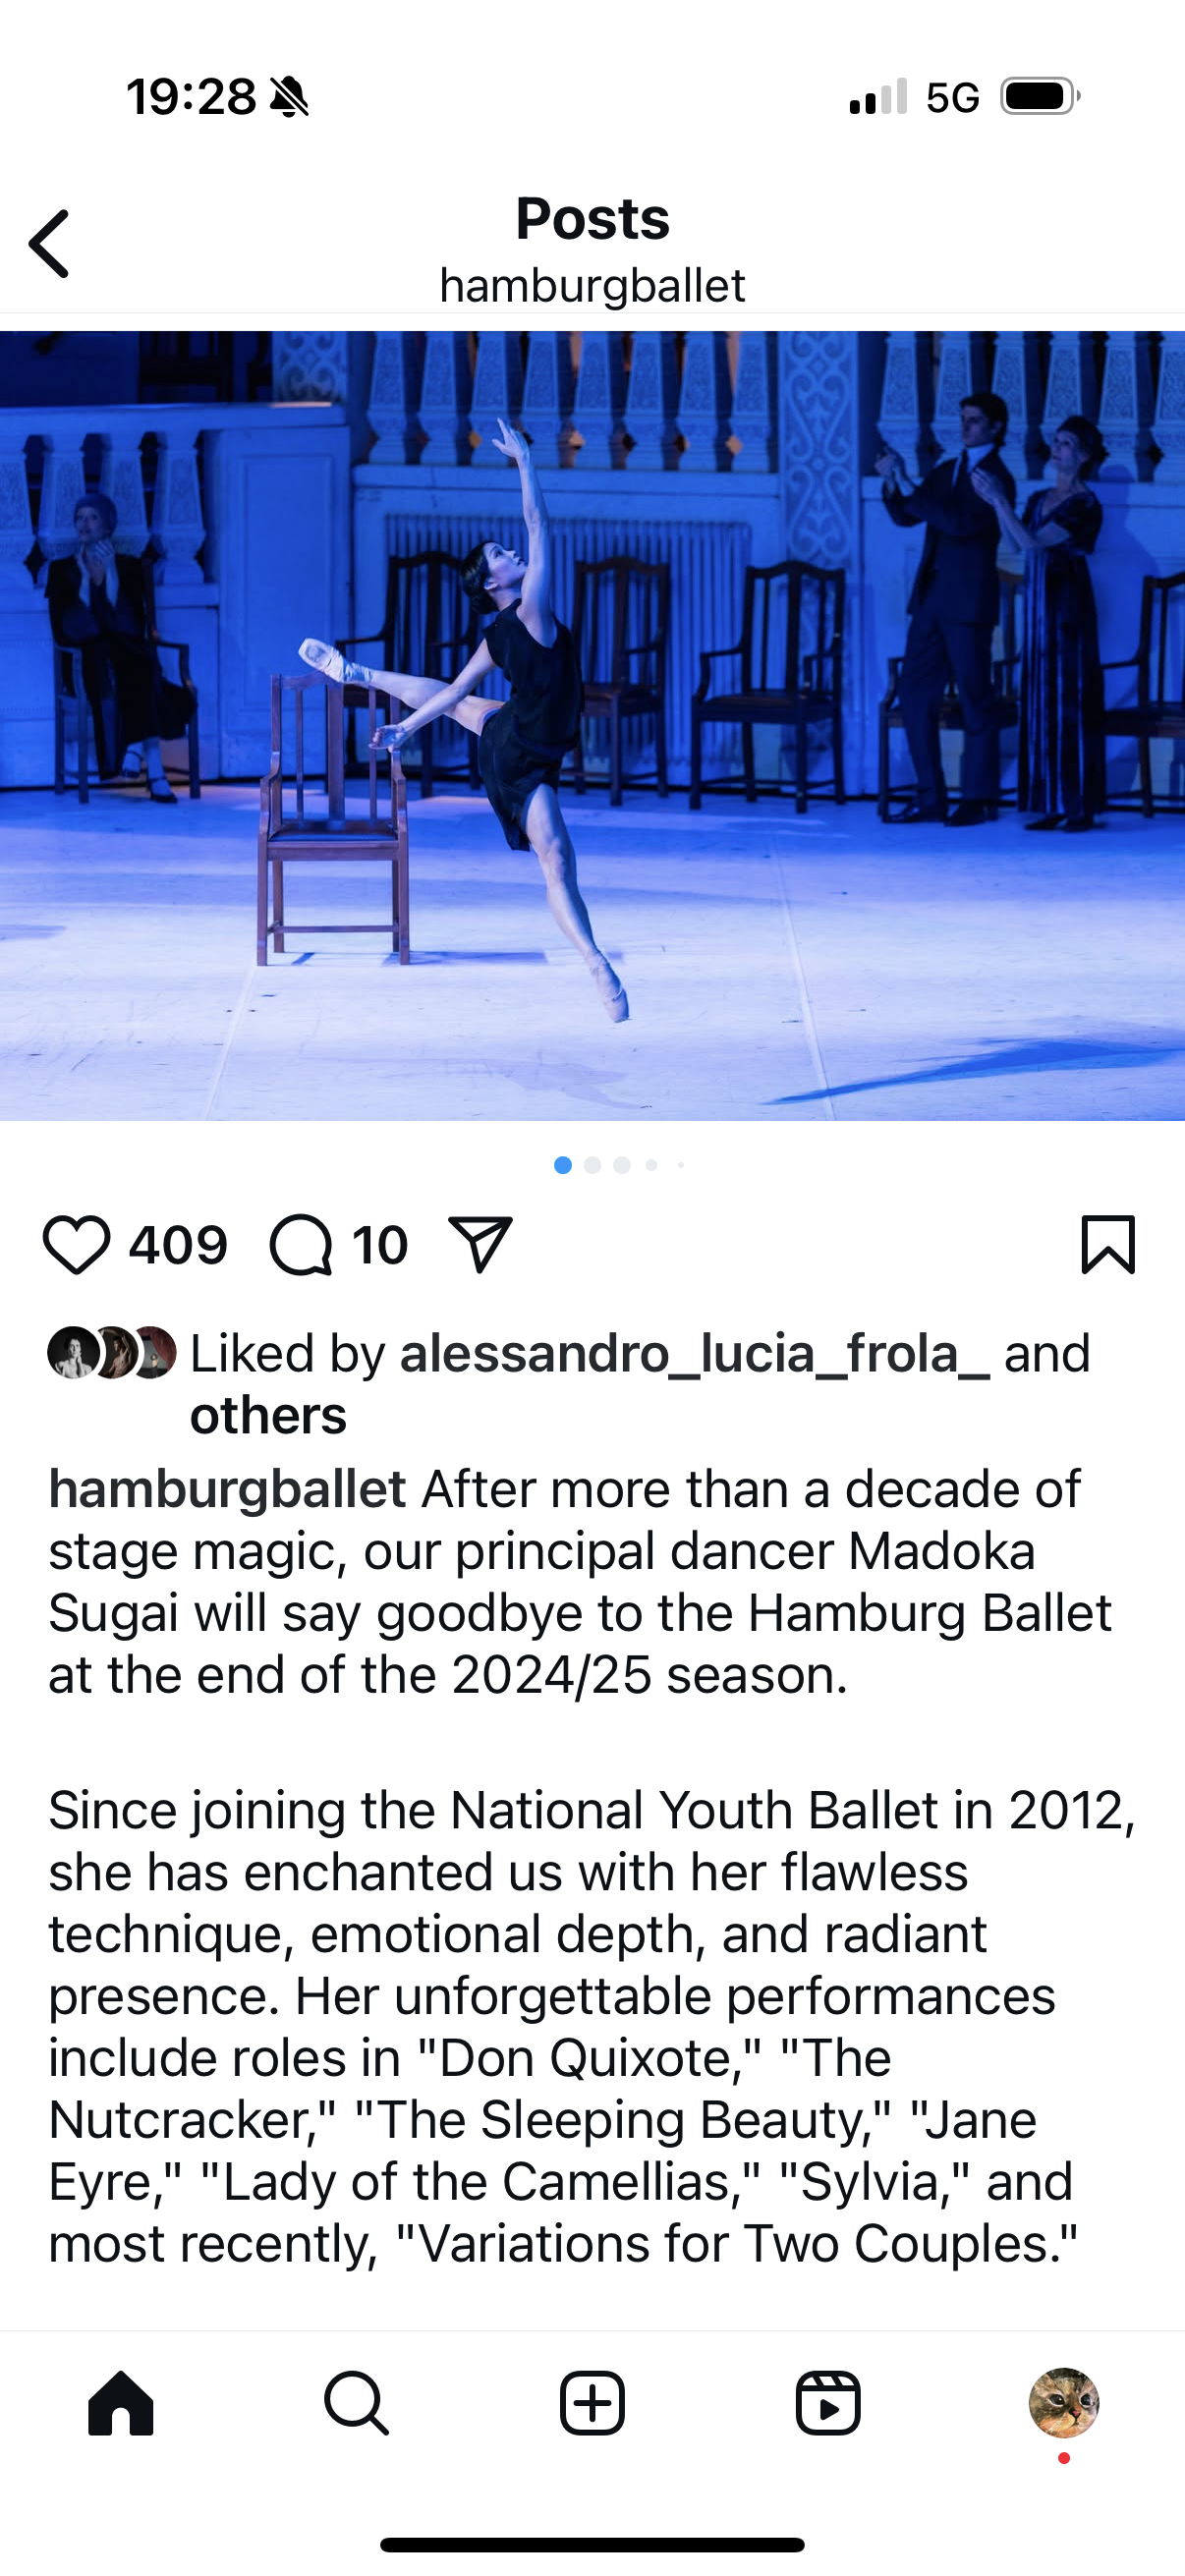 19:28
5G
Posts
hamburgballet
409
10
Liked by alessandro_lucia_frola_ and
others
hamburgballet After more than a decade of
stage magic, our principal dancer Madoka
Sugai will say goodbye to the Hamburg Ballet
at the end of the 2024/25 season.
Since joining the National Youth Ballet in 2012,
she has enchanted us with her flawless
technique, emotional depth, and radiant
presence. Her unforgettable performances
include roles in "Don Quixote," "The
Nutcracker," "The Sleeping Beauty," "Jane
Eyre," "Lady of the Camellias," "Sylvia," and
most recently, "Variations for Two Couples."